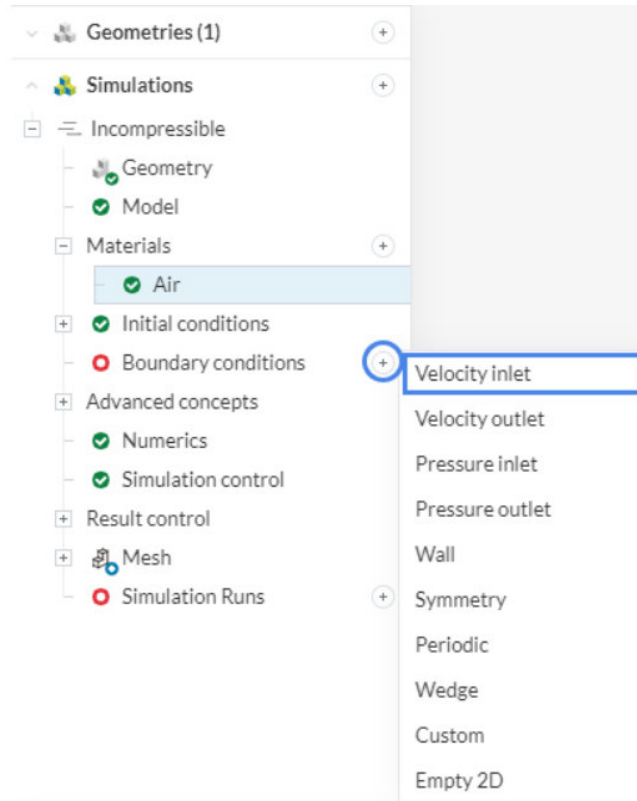 Geometries (1)
Simulations
Incompressible
Geometry
Model
Materials
Air
Initial conditions
Boundary conditions
Advanced concepts
Numerics
Simulation control
Result control
Mesh
Simulation Runs
Velocity inlet
Velocity outlet
Pressure inlet
Pressure outlet
Wall
Symmetry
Periodic
Wedge
Custom
Empty 2D